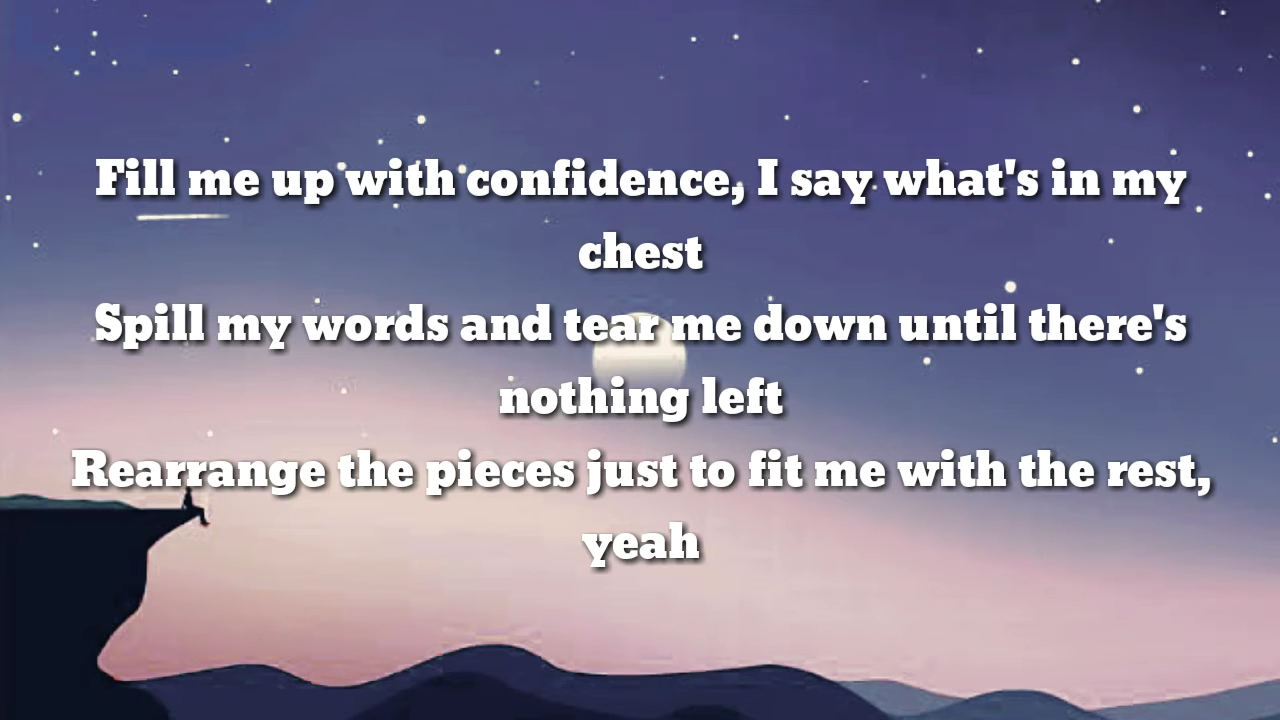 Fill me up with confidence, I say what's in my
chest
Spill my words and tear me down until there's
nothing left
Rearrange the pieces just to fit me with the rest,
yeah